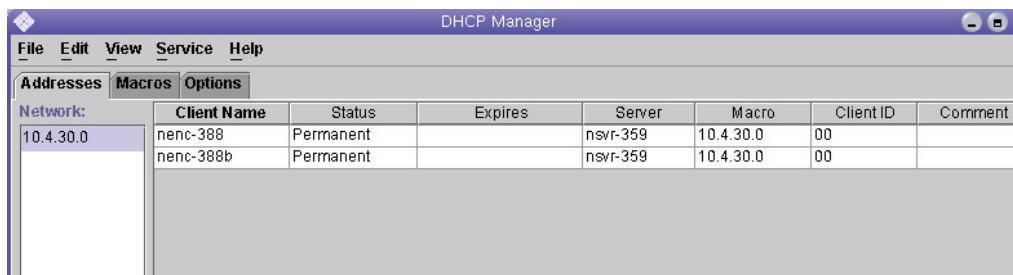 DHCP Manager
File Edit View Service Help
Addresses Macros Options
Network: Client Name Status Expires Server Macro Client ID Comment
10.4.30.0 nenc-388 Permanent nsvr-359 10.4.30.0 00
nenc-388b Permanent nsvr-359 10.4.30.0 00